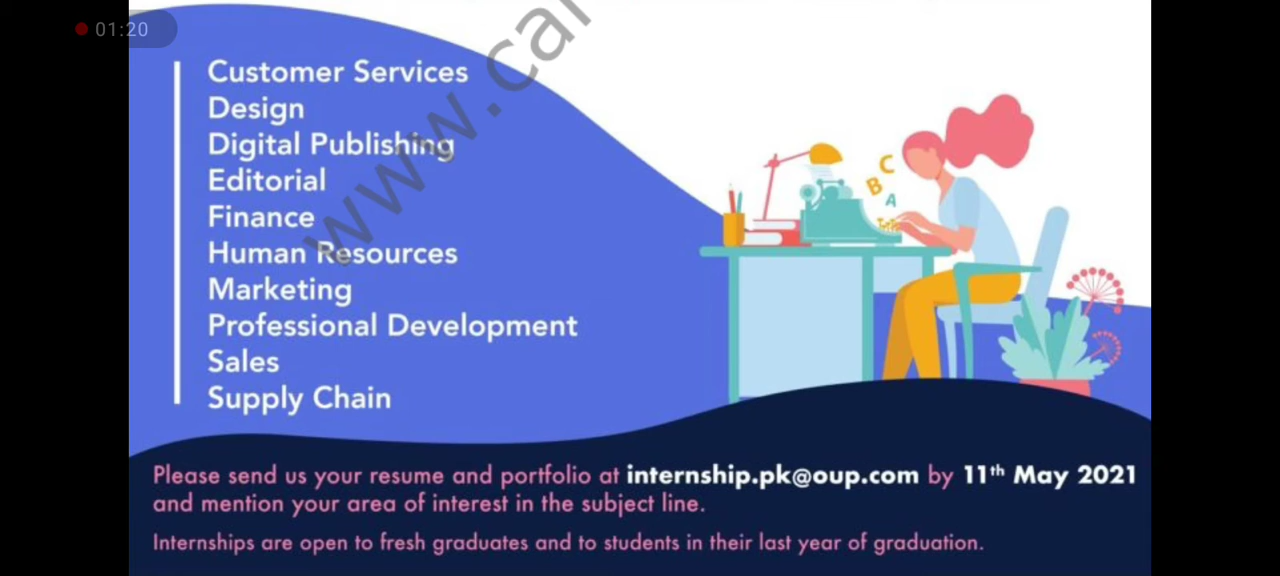 01:20
www.car
Customer Services
Design
Digital Publishing
Editorial
Finance
Human Resources
Marketing
Professional Development
Sales
Supply Chain
C
B
A
Please send us your resume and portfolio at internship.pk@oup.com by 11th May 2021
and mention your area of interest in the subject line.
Internships are open to fresh graduates and to students in their last year of graduation.